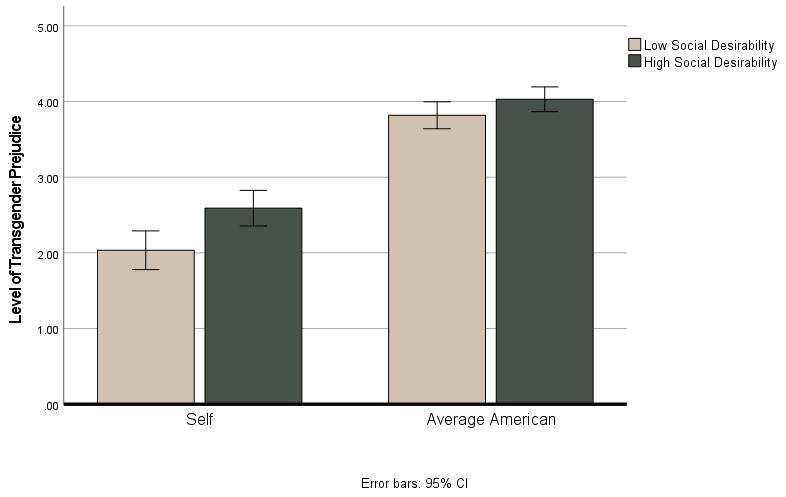 5.00
4.00
3.00
2.00
1.00
.00
Level of Transgender Prejudice
Low Social Desirability
High Social Desirability
Self
Average American
Error bars: 95% CI